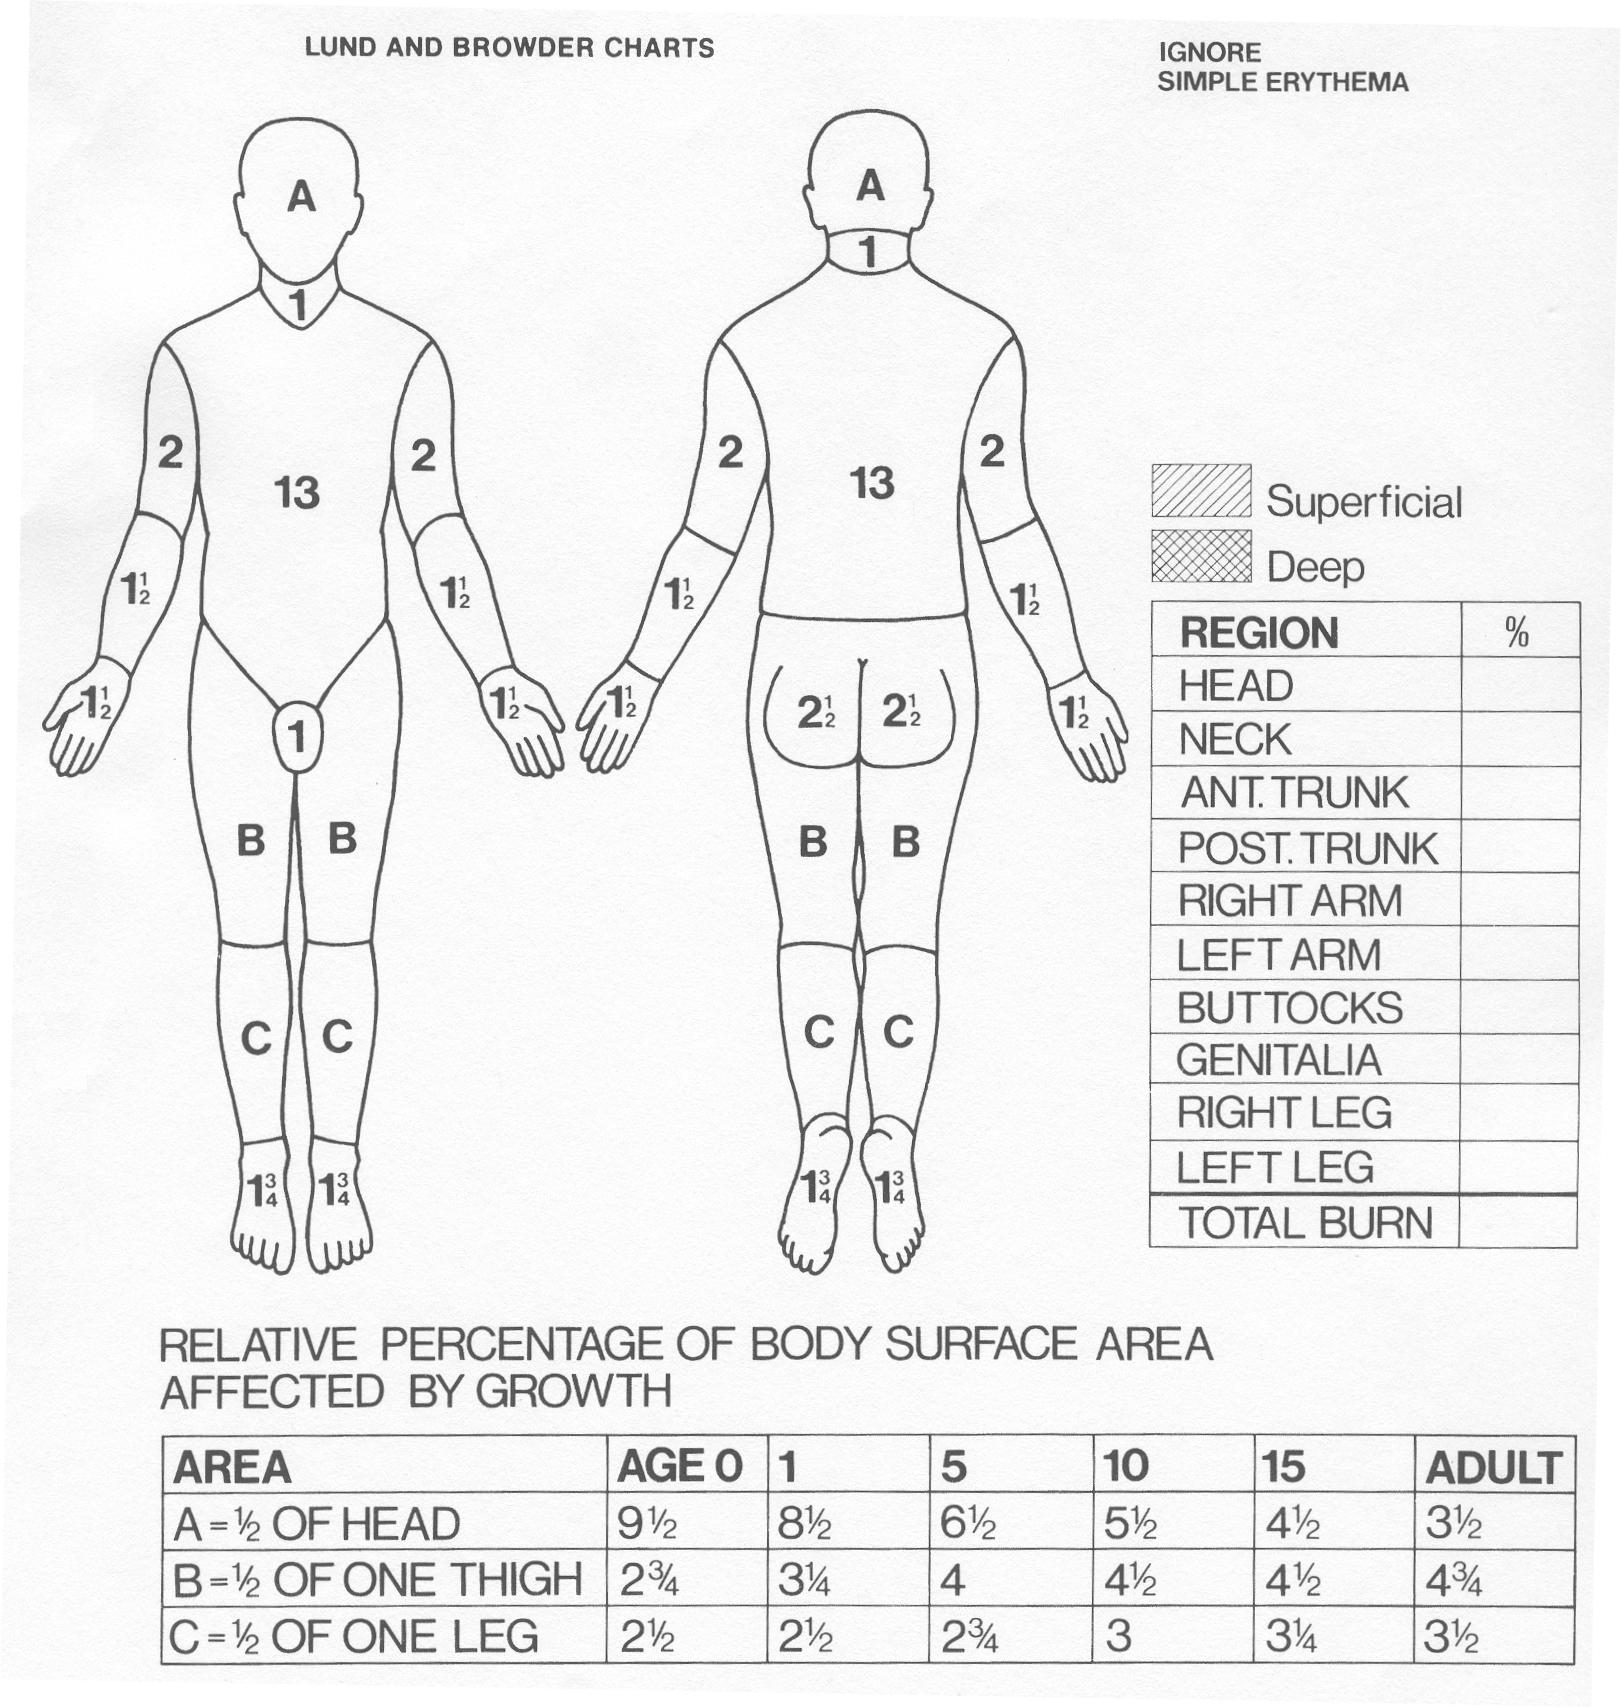 LUND AND BROWDER CHARTS
IGNORE
SIMPLE ERYTHEMA
A
1
2
13
2
1½
1½
1½
1½
1
B
B
C
C
1¾
1¾
A
1
2
13
2
1½
1½
1½
1½
2½
2½
B
B
C
C
1¾
1¾
Superficial
Deep
REGION %
HEAD
NECK
ANT. TRUNK
POST. TRUNK
RIGHT ARM
LEFT ARM
BUTTOCKS
GENITALIA
RIGHT LEG
LEFT LEG
TOTAL BURN
RELATIVE PERCENTAGE OF BODY SURFACE AREA
AFFECTED BY GROWTH
AREA AGE 0 1 5 10 15 ADULT
A = ½ OF HEAD 9½ 8½ 6½ 5½ 4½ 3½
B = ½ OF ONE THIGH 2¾ 3¼ 4 4½ 4½ 4¾
C = ½ OF ONE LEG 2½ 2½ 2¾ 3 3¼ 3½